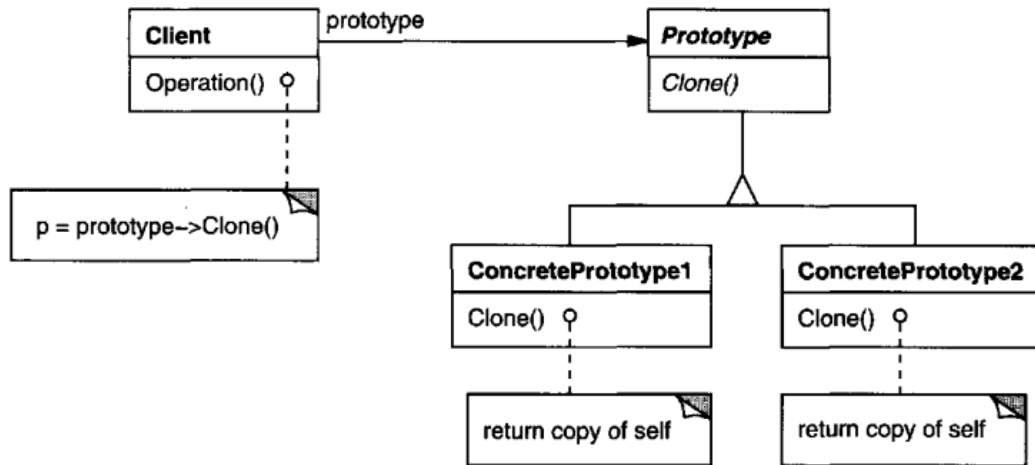 prototype
Client
Prototype
Operation()
Clone()
p = prototype–>Clone()
ConcretePrototype1
ConcretePrototype2
Clone()
Clone()
return copy of self
return copy of self